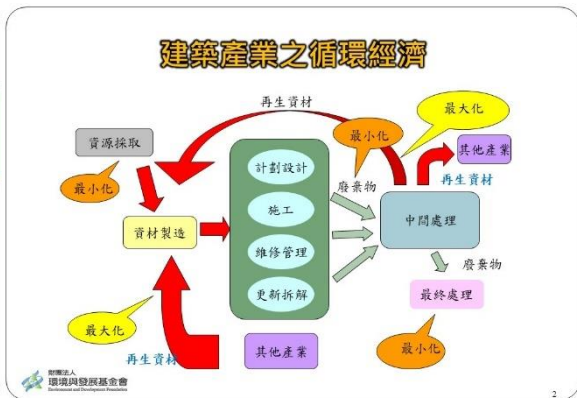 建築產業之循環經濟
再生資材
最大化
資源採取
最小化
其他產業
計劃設計
廢棄物
再生資材
最小化
施工
中間處理
資材製造
維修管理
廢棄物
更新拆解
最終處理
最大化
其他產業
最小化
再生資材
財團法人
環境與發展基金會
Environment and Development Foundation
2